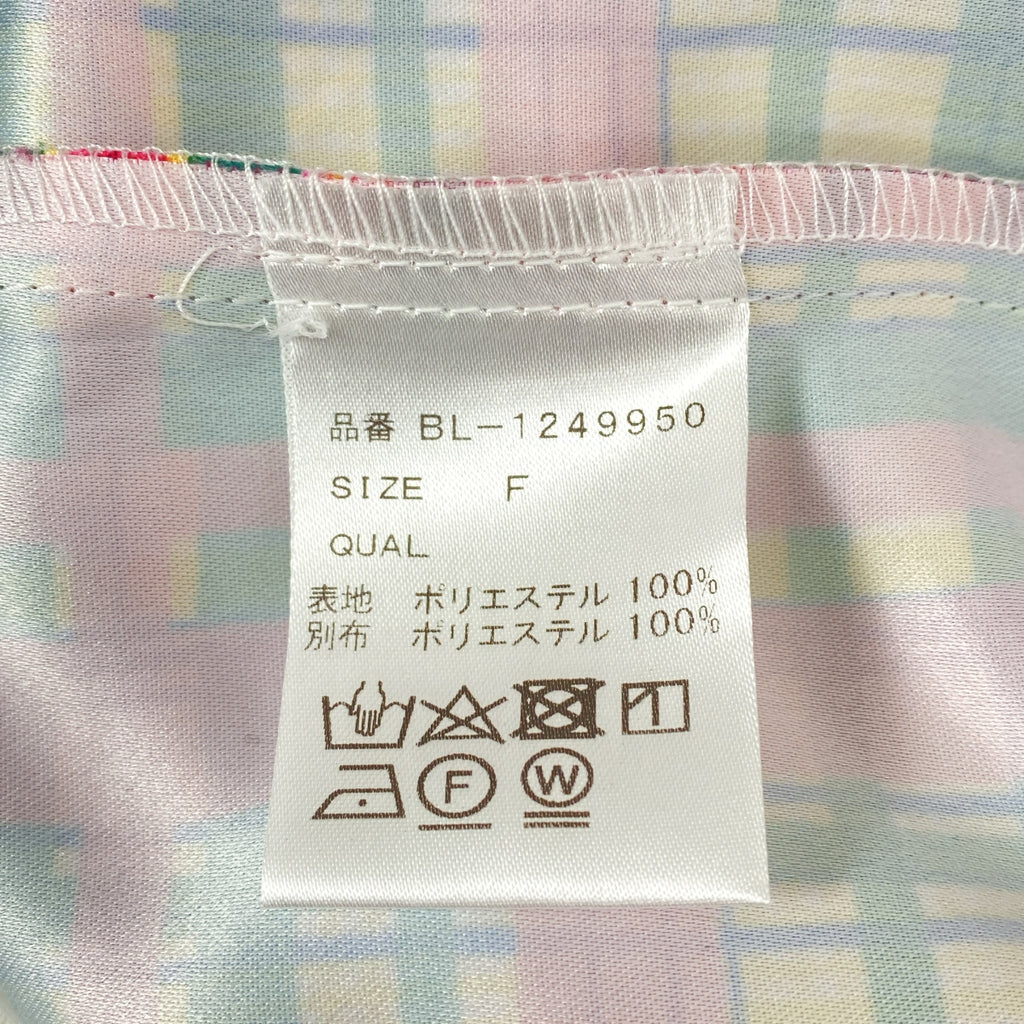 品番 BL-1249950
SIZE F
QUAL
表地 ポリエステル 100%
別布 ポリエステル 100%
F W